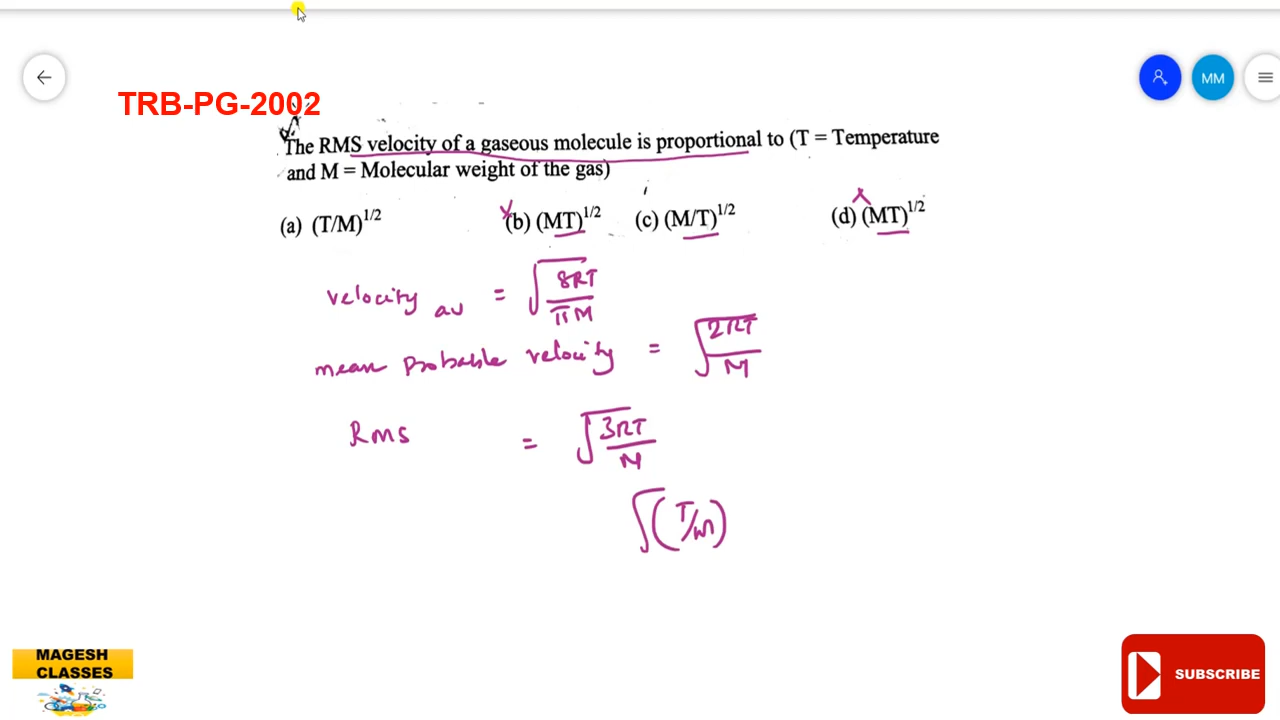 MM
TRB-PG-2002
The RMS velocity of a gaseous molecule is proportional to (T = Temperature
and M = Molecular weight of the gas)
(a) (T/M)^1/2 (b) (MT)^1/2 (c) (M/T)^1/2 (d) (MT)^1/2
velocity av = √8RT/πM
mean probable velocity = √2RT/M
Rms = √3RT/M
√(T/M)
MAGESH
CLASSES
SUBSCRIBE